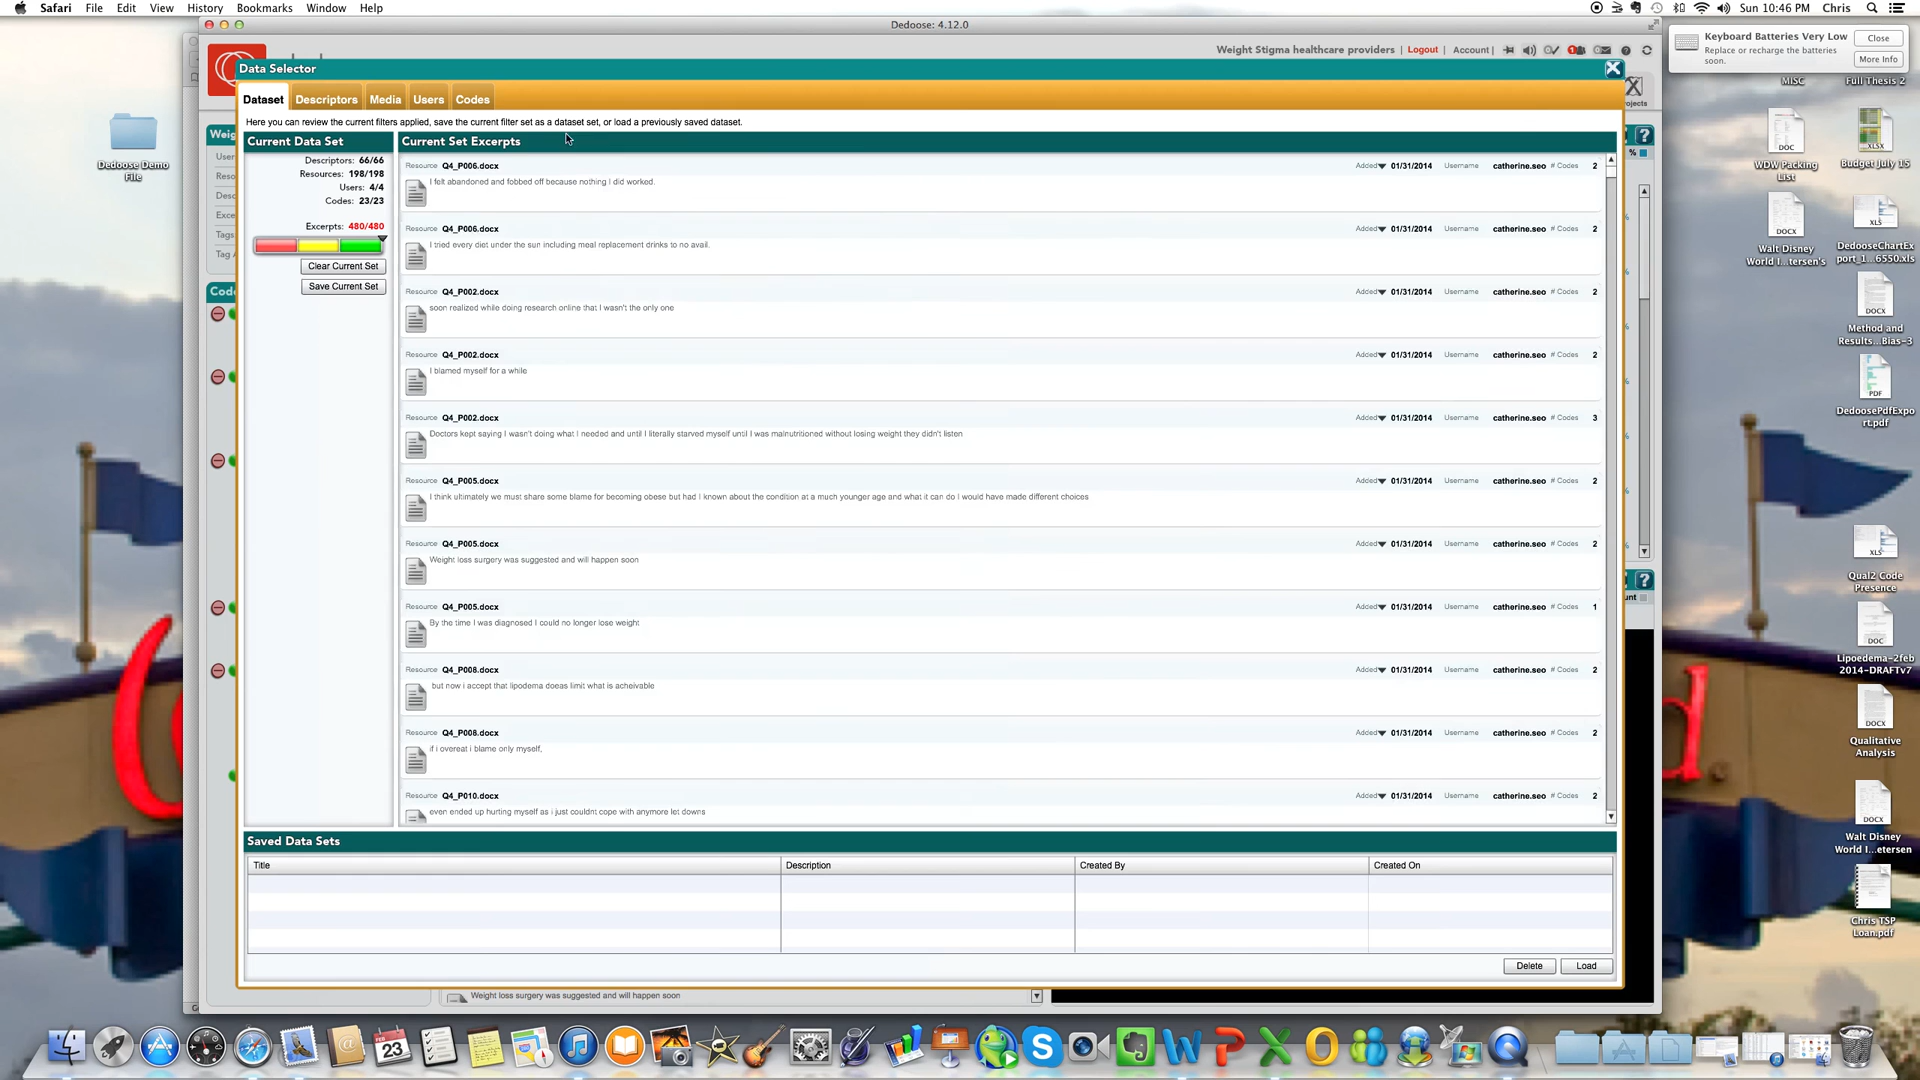 Safari File Edit View History Bookmarks Window Help
Sun 10:46 PM Chris
Dedoose: 4.12.0
Keyboard Batteries Very Low
Replace or recharge the batteries soon.
Close
More Info
Weight Stigma healthcare providers | Logout | Account |
Data Selector
Dataset Descriptors Media Users Codes
Here you can review the current filters applied, save the current filter set as a dataset set, or load a previously saved dataset.
Current Data Set
Descriptors: 66/66
Resources: 198/198
Users: 4/4
Codes: 23/23
Excerpts: 480/480
Clear Current Set
Save Current Set
Current Set Excerpts
Resource Q4_P006.docx Added 01/31/2014 Username catherine.seo # Codes 2
I felt abandoned and fobbed off because nothing I did worked.
Resource Q4_P006.docx Added 01/31/2014 Username catherine.seo # Codes 2
I tried every diet under the sun including meal replacement drinks to no avail.
Resource Q4_P002.docx Added 01/31/2014 Username catherine.seo # Codes 2
soon realized while doing research online that I wasn't the only one
Resource Q4_P002.docx Added 01/31/2014 Username catherine.seo # Codes 2
I blamed myself for a while
Resource Q4_P002.docx Added 01/31/2014 Username catherine.seo # Codes 3
Doctors kept saying I wasn't doing what I needed and until I literally starved myself until I was malnutritioned without losing weight they didn't listen
Resource Q4_P005.docx Added 01/31/2014 Username catherine.seo # Codes 2
I think ultimately we must share some blame for becoming obese but had I known about the condition at a much younger age and what it can do I would have made different choices
Resource Q4_P005.docx Added 01/31/2014 Username catherine.seo # Codes 2
Weight loss surgery was suggested and will happen soon
Resource Q4_P005.docx Added 01/31/2014 Username catherine.seo # Codes 1
By the time I was diagnosed I could no longer lose weight
Resource Q4_P008.docx Added 01/31/2014 Username catherine.seo # Codes 2
but now i accept that lipodema doeas limit what is acheivable
Resource Q4_P008.docx Added 01/31/2014 Username catherine.seo # Codes 2
if i overeat i blame only myself,
Resource Q4_P010.docx Added 01/31/2014 Username catherine.seo # Codes 2
even ended up hurting myself as i just couldnt cope with anymore let downs
Saved Data Sets
Title Description Created By Created On
Delete Load
Weight loss surgery was suggested and will happen soon
Dedoose Demo File
Weig
User
Reso
Desc
Exce
Tags
Tag A
Code
rojects
%
unt
MISC
Full Thesis 2
WDW Packing List
Budget July 15
Walt Disney World I...tersen's
DedooseChartExport_1...6550.xls
Method and Results...Bias-3
DedoosePdfExport.pdf
Qual2 Code Presence
Lipoedema-2feb 2014-DRAFTv7
Qualitative Analysis
Walt Disney World I...etersen
Chris TSP Loan.pdf
DOC
XLSX
DOCX
XLS
DOCX
PDF
XLS
DOC
DOCX
DOCX
FEB
23